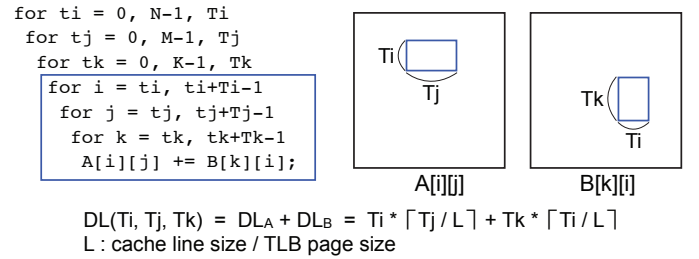 for ti = 0, N-1, Ti
for tj = 0, M-1, Tj
for tk = 0, K-1, Tk
for i = ti, ti+Ti-1
for j = tj, tj+Tj-1
for k = tk, tk+Tk-1
A[i][j] += B[k][i];
Ti
Tj
A[i][j]
Tk
Ti
B[k][i]
DL(Ti, Tj, Tk) = DLA + DLB = Ti * ⌈Tj / L⌉ + Tk * ⌈Ti / L⌉
L : cache line size / TLB page size